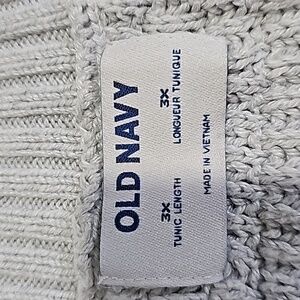 OLD NAVY
3X
TUNIC LENGTH
3X
LONGUEUR TUNIQUE
MADE IN VIETNAM